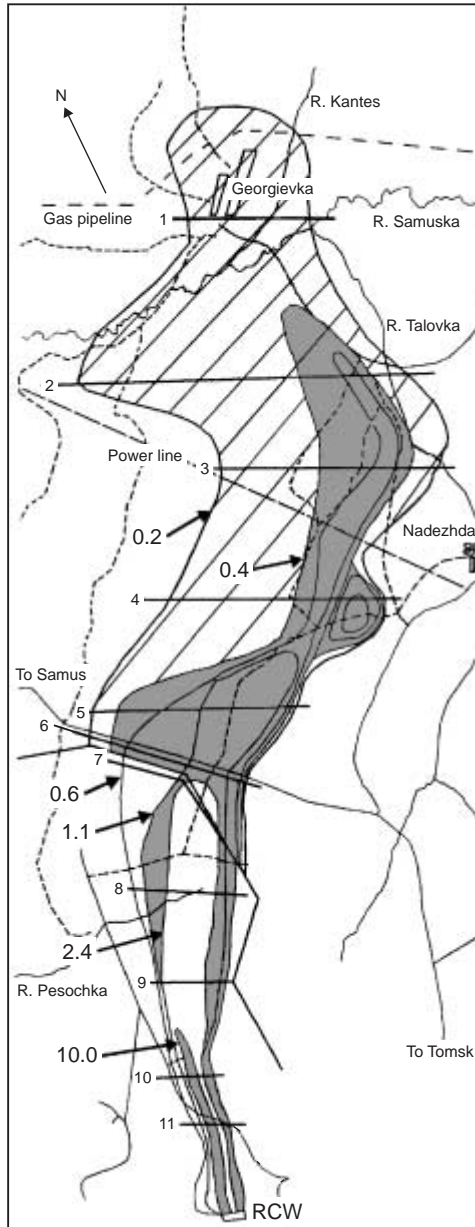 N
R. Kantes
Georgievka
Gas pipeline
1
R. Samuska
R. Talovka
2
Power line
3
0.2
Nadezhda
0.4
4
To Samus
5
6
7
0.6
1.1
8
2.4
R. Pesochka
9
10.0
To Tomsk
10
11
RCW